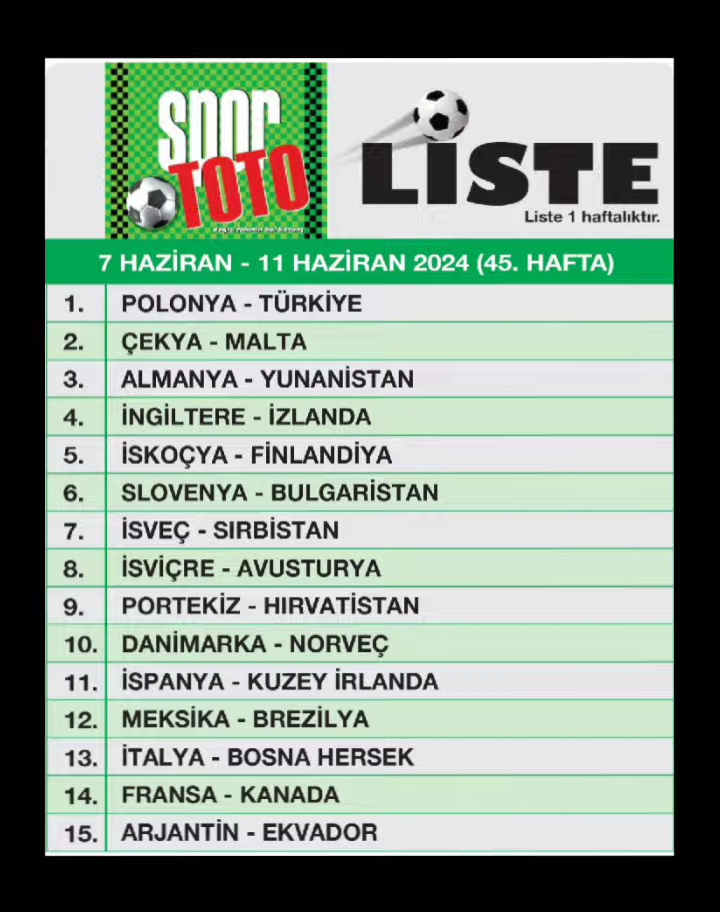 spor
TOTO
LİSTE
Liste 1 haftalıktır.
7 HAZİRAN - 11 HAZİRAN 2024 (45. HAFTA)
1. POLONYA - TÜRKİYE
2. ÇEKYA - MALTA
3. ALMANYA - YUNANİSTAN
4. İNGİLTERE - İZLANDA
5. İSKOÇYA - FİNLANDİYA
6. SLOVENYA - BULGARİSTAN
7. İSVEÇ - SIRBİSTAN
8. İSVİÇRE - AVUSTURYA
9. PORTEKİZ - HIRVATİSTAN
10. DANİMARKA - NORVEÇ
11. İSPANYA - KUZEY İRLANDA
12. MEKSİKA - BREZİLYA
13. İTALYA - BOSNA HERSEK
14. FRANSA - KANADA
15. ARJANTİN - EKVADOR